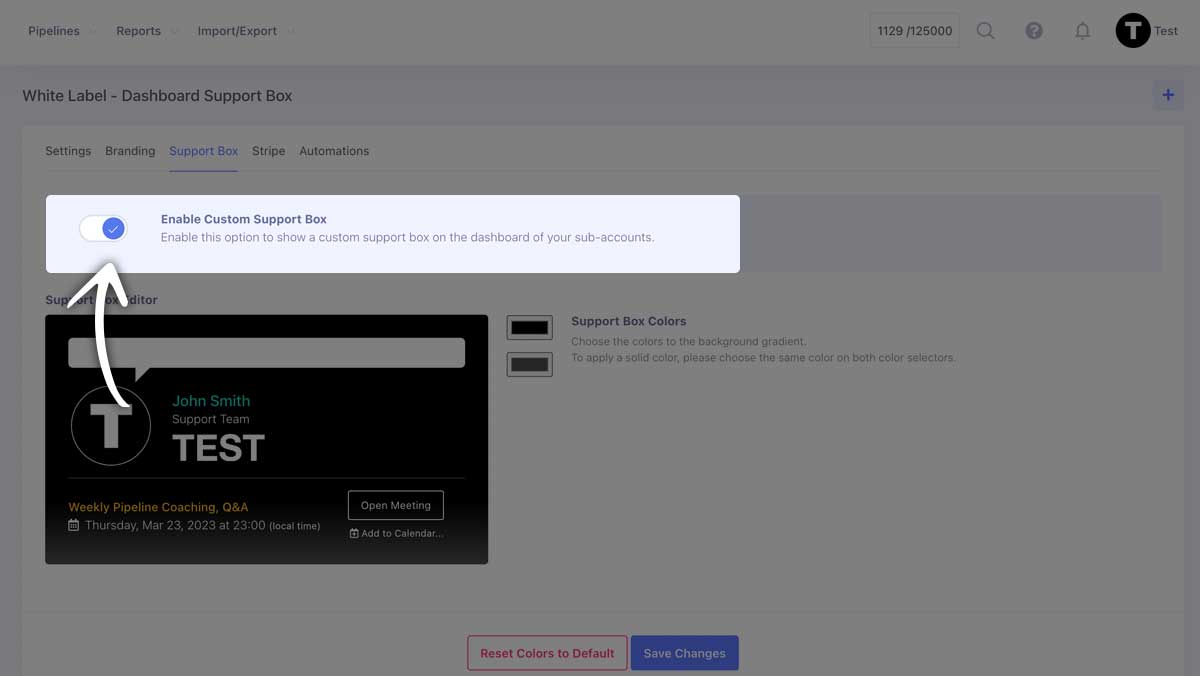 Pipelines Reports Import/Export 1129 /125000 ? T Test
White Label - Dashboard Support Box +
Settings Branding Support Box Stripe Automations
Enable Custom Support Box
Enable this option to show a custom support box on the dashboard of your sub-accounts.
Support Box Editor
Support Box Colors
Choose the colors to the background gradient.
To apply a solid color, please choose the same color on both color selectors.
T
John Smith
Support Team
TEST
Weekly Pipeline Coaching, Q&A
Thursday, Mar 23, 2023 at 23:00 (local time)
Open Meeting
Add to Calendar...
Reset Colors to Default Save Changes